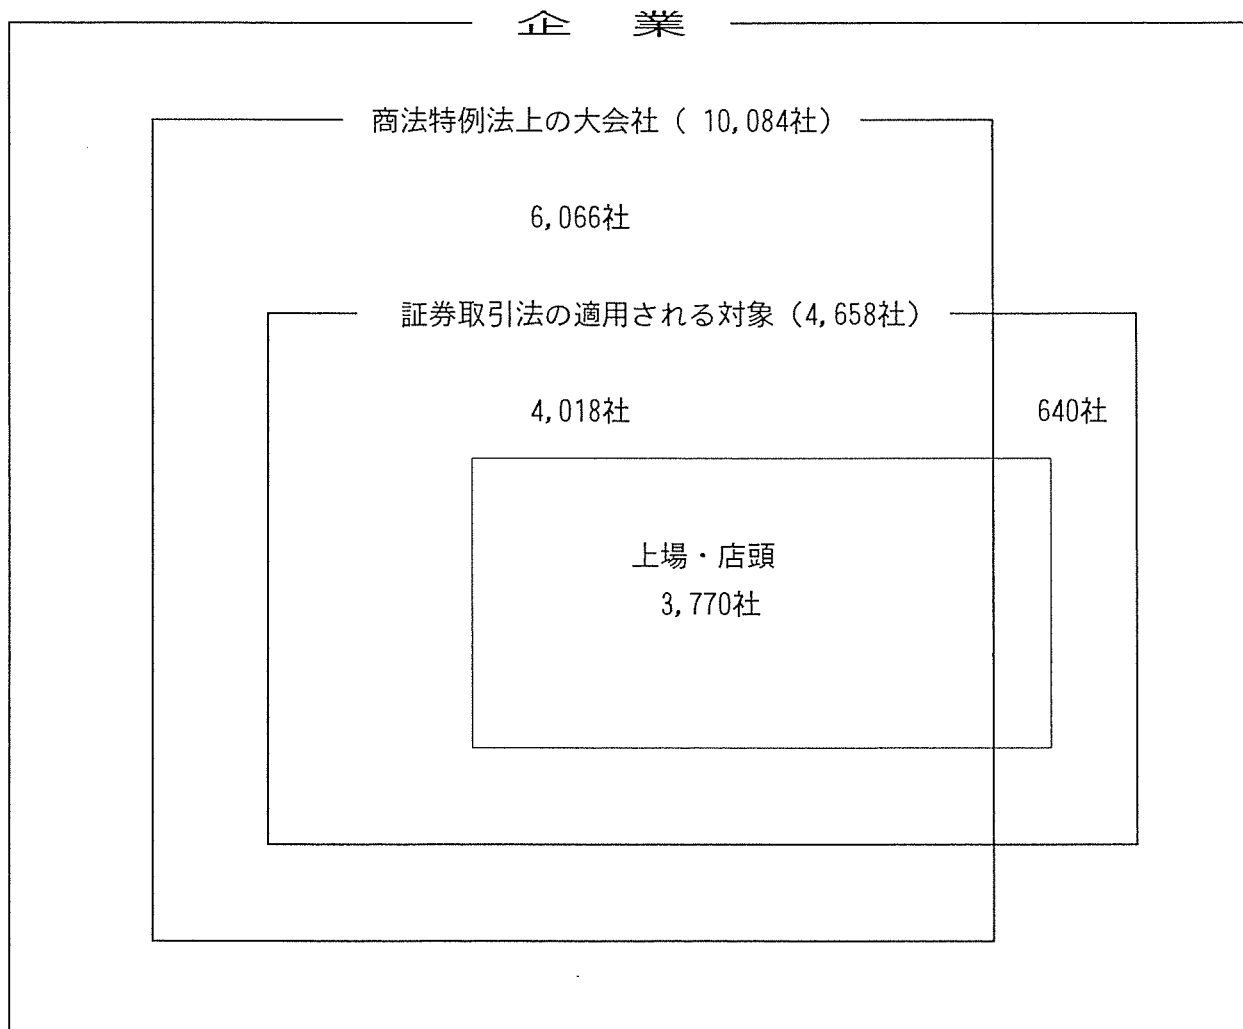 企 業
商法特例法上の大会社（ 10,084社）
6,066社
証券取引法の適用される対象（4,658社）
4,018社
640社
上場・店頭
3,770社